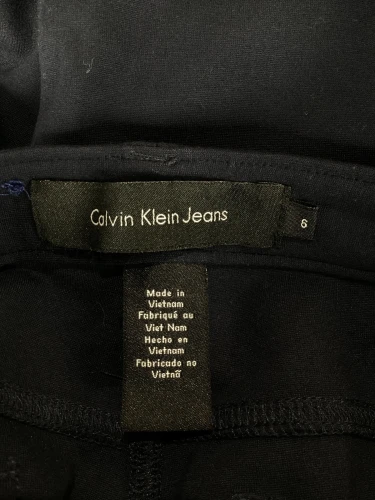 Calvin Klein Jeans
6
Made in
Vietnam
Fabriqué au
Viet Nam
Hecho en
Vietnam
Fabricado no
Vietnã